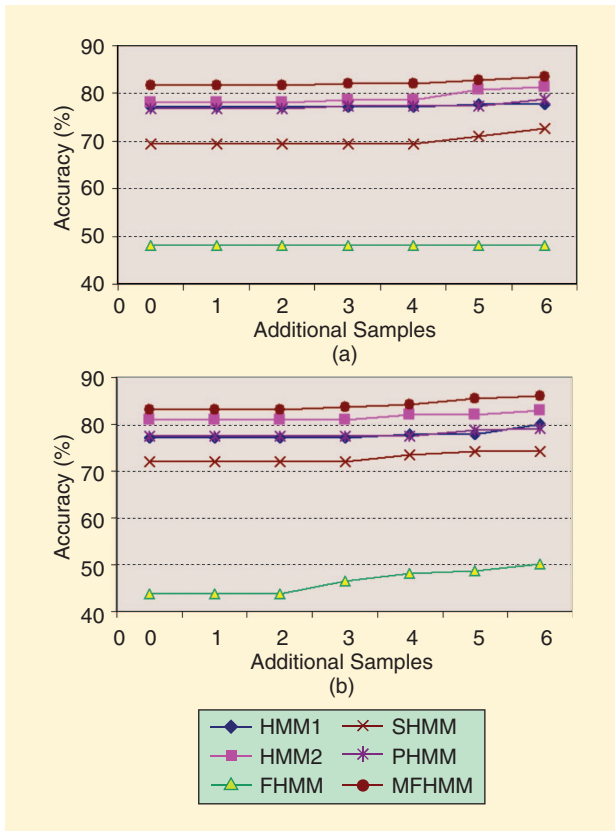 90
80
70
60
50
40
Accuracy (%)
0 0 1 2 3 4 5 6
Additional Samples
(a)
90
80
70
60
50
40
Accuracy (%)
0 0 1 2 3 4 5 6
Additional Samples
(b)
HMM1 SHMM
HMM2 PHMM
FHMM MFHMM